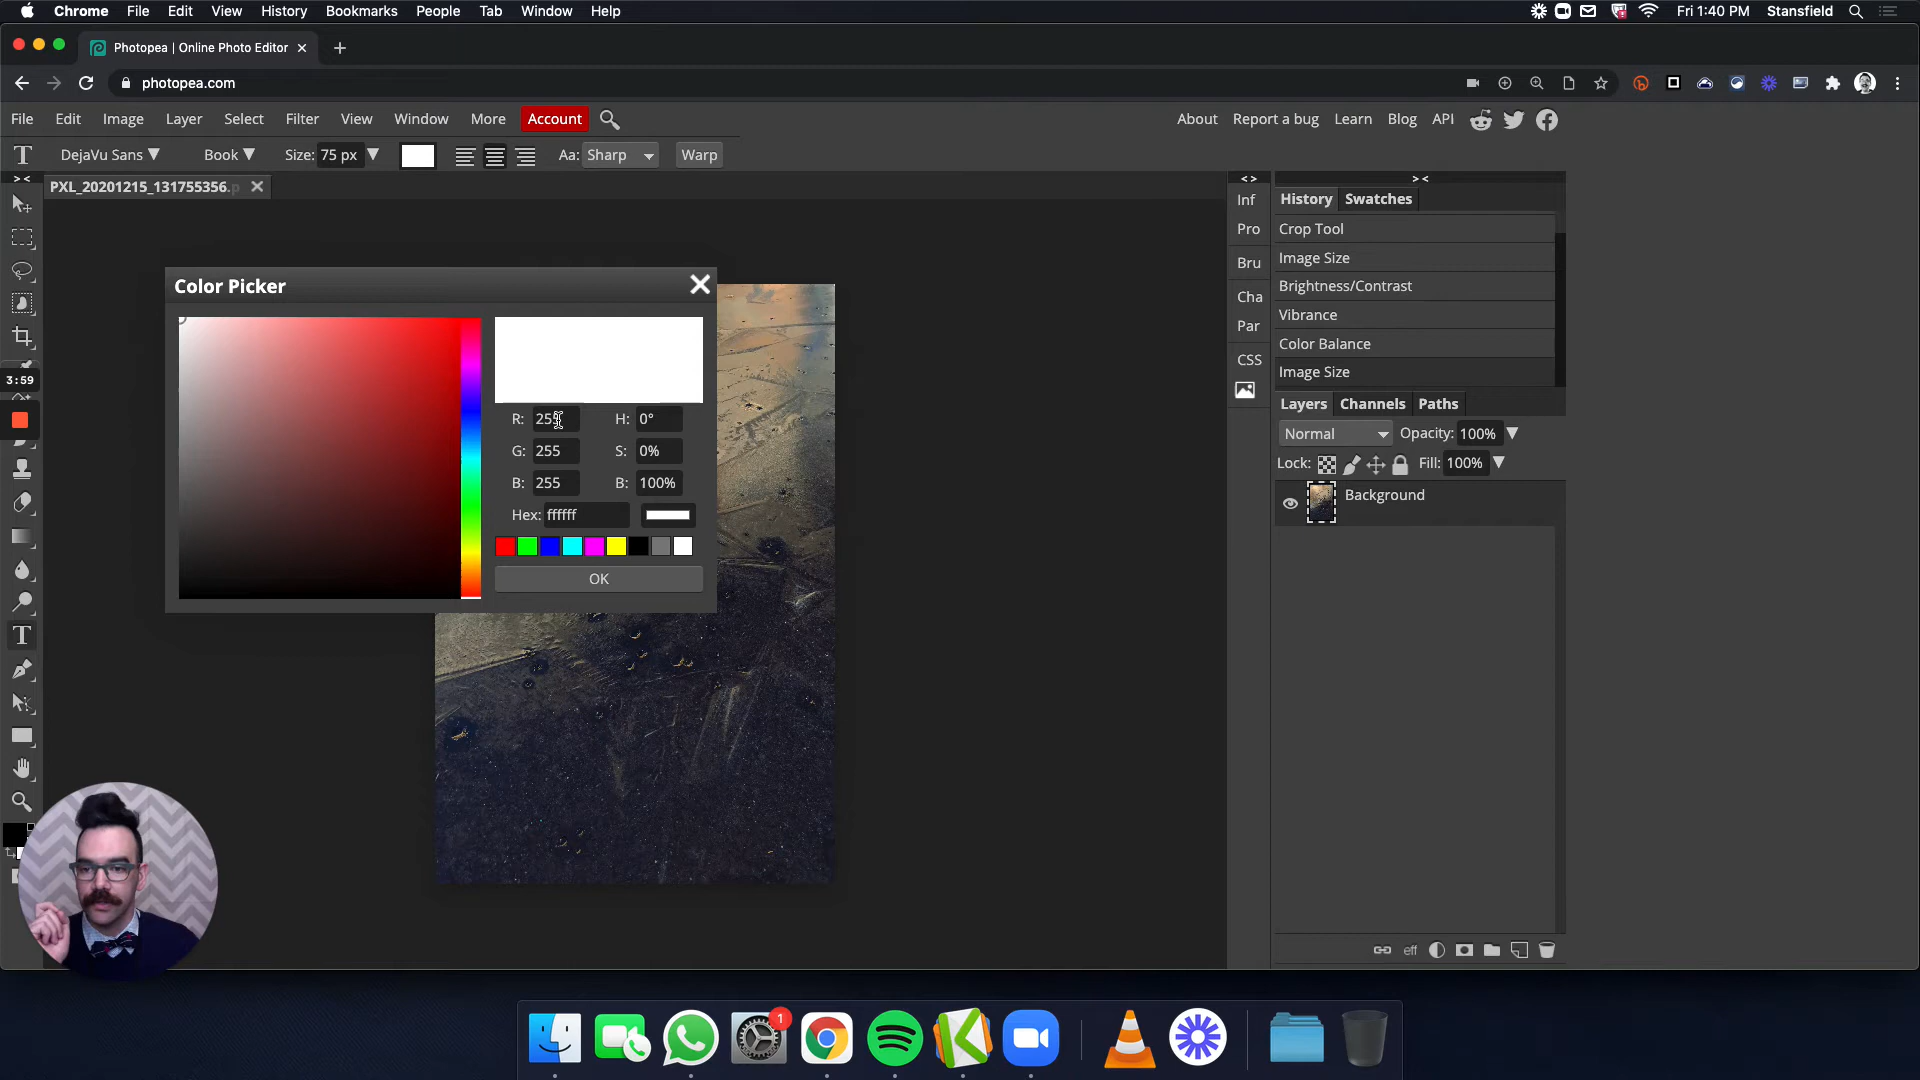 Chrome File Edit View History Bookmarks People Tab Window Help Fri 1:40 PM Stansfield
Photopea | Online Photo Editor
photopea.com
File Edit Image Layer Select Filter View Window More Account About Report a bug Learn Blog API
T DejaVu Sans Book Size: 75 px Aa: Sharp Warp
PXL_20201215_131755356.p
> <
< >
> <
Inf
Pro
Bru
Cha
Par
CSS
History Swatches
Crop Tool
Image Size
Brightness/Contrast
Vibrance
Color Balance
Image Size
Layers Channels Paths
Normal Opacity: 100%
Lock: Fill: 100%
Background
eff
Color Picker
R: 255 H: 0°
G: 255 S: 0%
B: 255 B: 100%
Hex: ffffff
OK
3:59
T
1